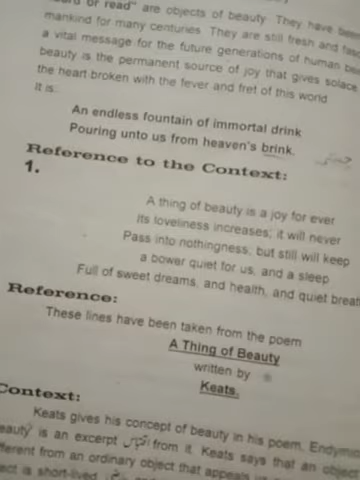 or read" are objects of beauty. They have been
mankind for many centuries. They are still fresh and
a vital message for the future generations of human
beauty is the permanent source of joy that gives solace
the heart broken with the fever and fret of this world.
It is.
An endless fountain of immortal drink
Pouring unto us from heaven's brink.
Reference to the Context:
1.
A thing of beauty is a joy for ever
its loveliness increases; it will never
Pass into nothingness; but still will keep
a bower quiet for us, and a sleep
Full of sweet dreams, and health, and quiet breat
Reference:
These lines have been taken from the poem
A Thing of Beauty
written by
Keats.
Context:
Keats gives his concept of beauty in his poem, Endymio
eauty' is an excerpt from it. Keats says that an object
fferent from an ordinary object that appeals
ect is short-lived.